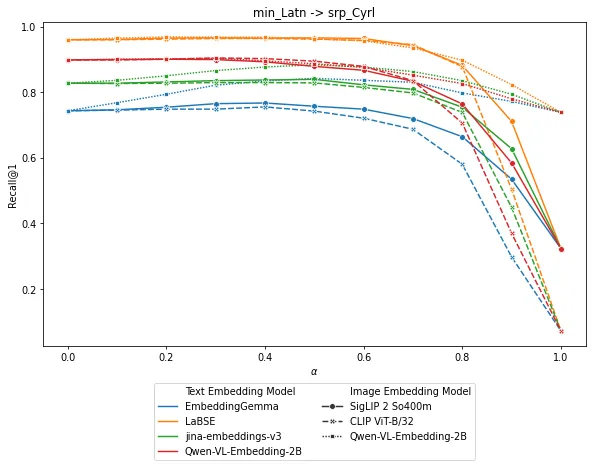 min_Latn -> srp_Cyrl
Recall@1
1.0
0.8
0.6
0.4
0.2
0.0 0.2 0.4 0.6 0.8 1.0
α
Text Embedding Model Image Embedding Model
EmbeddingGemma SigLIP 2 So400m
LaBSE CLIP ViT-B/32
jina-embeddings-v3 Qwen-VL-Embedding-2B
Qwen-VL-Embedding-2B